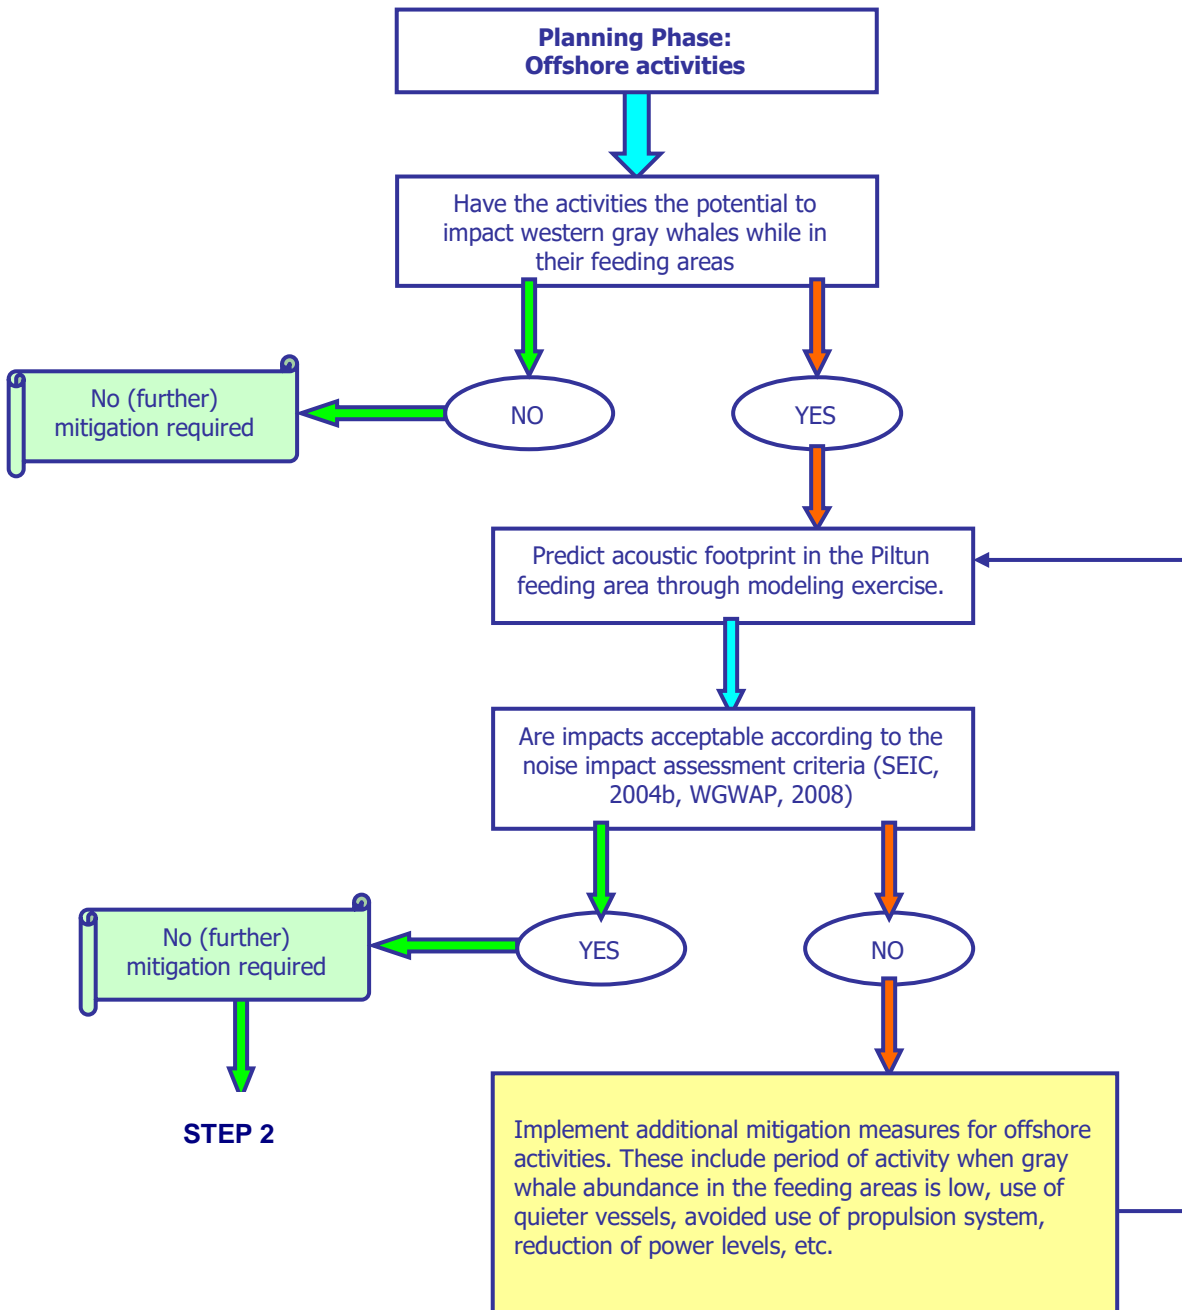 Planning Phase:
Offshore activities
Have the activities the potential to
impact western gray whales while in
their feeding areas
No (further)
mitigation required
NO
YES
Predict acoustic footprint in the Piltun
feeding area through modeling exercise.
Are impacts acceptable according to the
noise impact assessment criteria (SEIC,
2004b, WGWAP, 2008)
No (further)
mitigation required
YES
NO
STEP 2
Implement additional mitigation measures for offshore
activities. These include period of activity when gray
whale abundance in the feeding areas is low, use of
quieter vessels, avoided use of propulsion system,
reduction of power levels, etc.